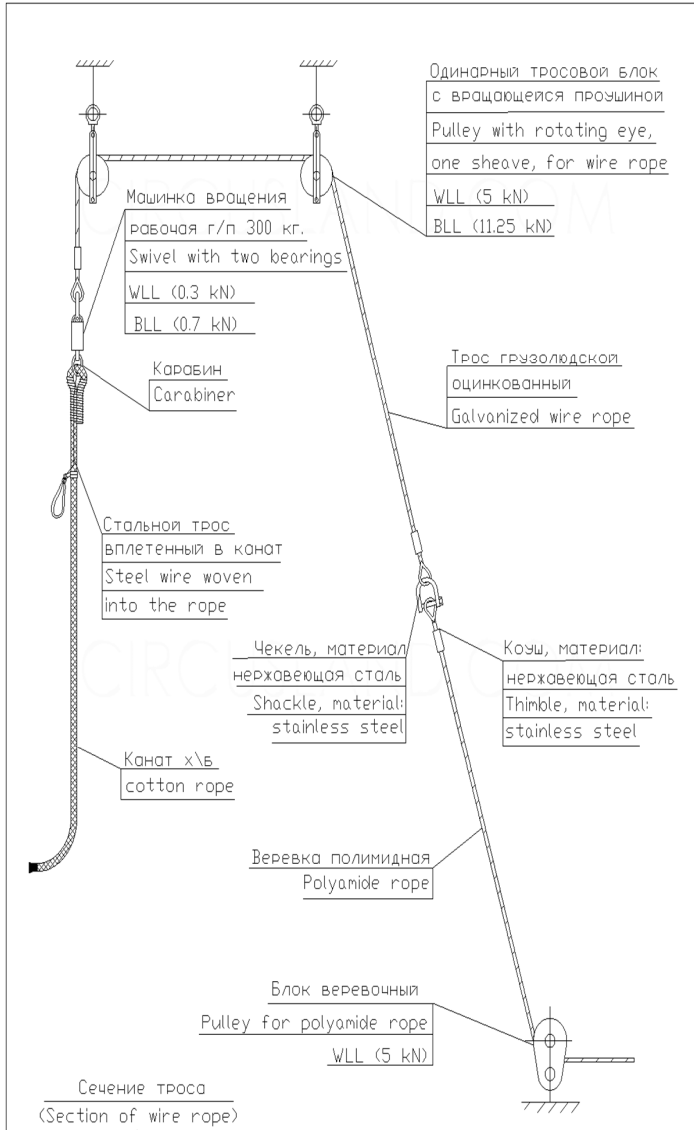 Одинарный тросовой блок
с вращающейся проушиной
Pulley with rotating eye,
one sheave, for wire rope
WLL (5 kN)
BLL (11.25 kN)
CIRCUSLAND.COM
Машинка вращения
рабочая г/п 300 кг.
Swivel with two bearings
WLL (0.3 kN)
BLL (0.7 kN)
Трос грузолюдской
оцинкованный
Galvanized wire rope
Карабин
Carabiner
Стальной трос
вплетенный в канат
Steel wire woven
into the rope
CIRCUSLAND.COM
Чекель, материал
нержавеющая сталь
Shackle, material:
stainless steel
Коуш, материал:
нержавеющая сталь
Thimble, material:
stainless steel
Канат х\б
cotton rope
Веревка полимидная
Polyamide rope
Блок веревочный
Pulley for polyamide rope
WLL (5 kN)
Сечение троса
(Section of wire rope)